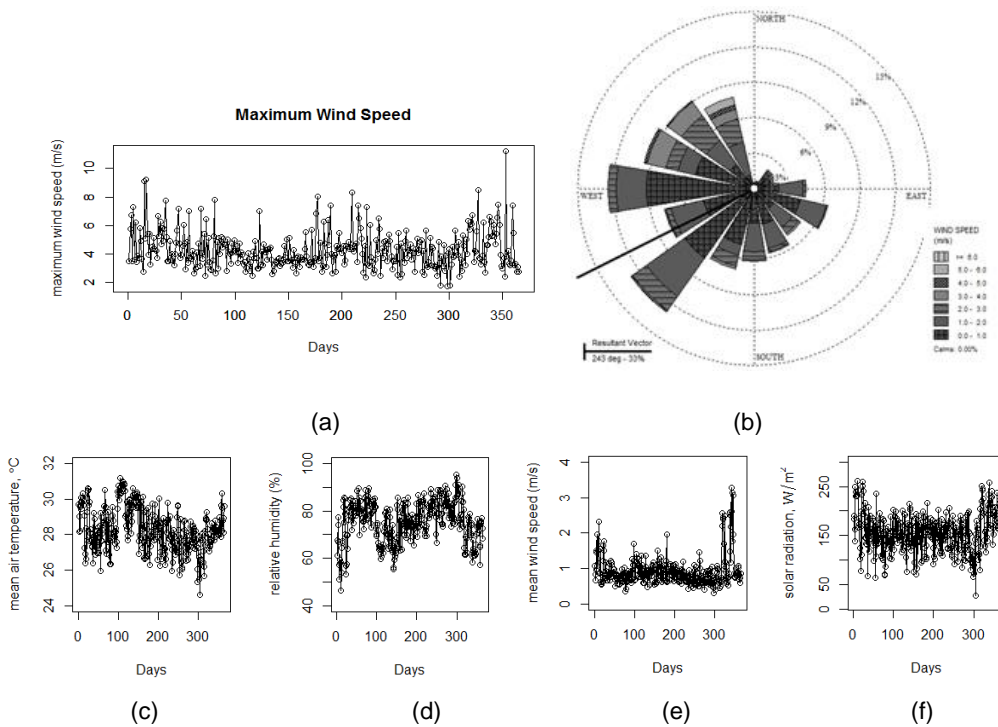 Maximum Wind Speed
maximum wind speed (m/s)
2 4 6 8 10
0 50 100 150 200 250 300 350
Days
(a)
NORTH
15%
12%
9%
6%
WEST
EAST
SOUTH
WIND SPEED
(m/s)
5.0 - 6.0
4.0 - 5.0
3.0 - 4.0
2.0 - 3.0
1.0 - 2.0
0.0 - 1.0
Calms: 0.00%
Resultant Vector
243 deg - 33%
(b)
mean air temperature, °C
24 26 28 30 32
0 100 200 300
Days
(c)
relative humidity (%)
40 60 80 100
0 100 200 300
Days
(d)
mean wind speed (m/s)
0 1 2 3 4
0 100 200 300
Days
(e)
solar radiation, W/m²
0 50 100 150 250
0 100 200 300
Days
(f)